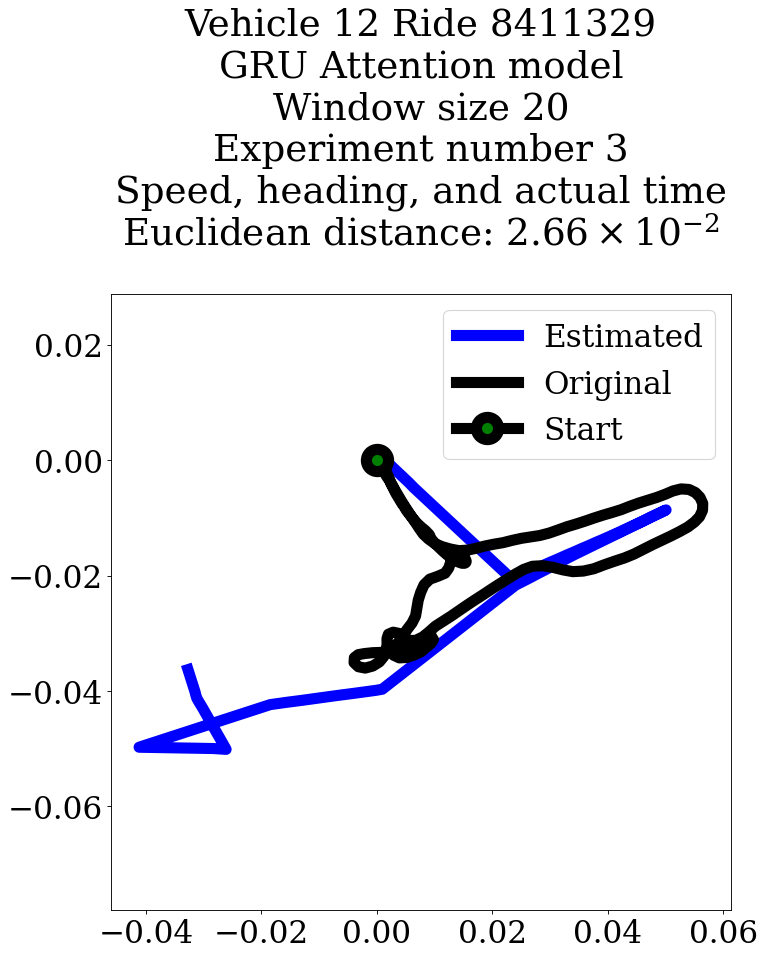 Vehicle 12 Ride 8411329
GRU Attention model
Window size 20
Experiment number 3
Speed, heading, and actual time
Euclidean distance: 2.66 × 10⁻²
Estimated
Original
Start
0.02
0.00
−0.02
−0.04
−0.06
−0.04 −0.02 0.00 0.02 0.04 0.06